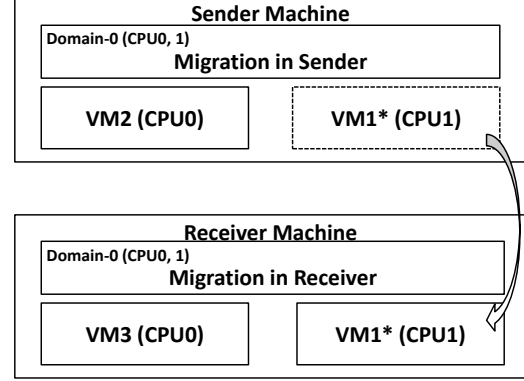 Sender Machine
Domain-0 (CPU0, 1)
Migration in Sender
VM2 (CPU0)
VM1* (CPU1)
Receiver Machine
Domain-0 (CPU0, 1)
Migration in Receiver
VM3 (CPU0)
VM1* (CPU1)